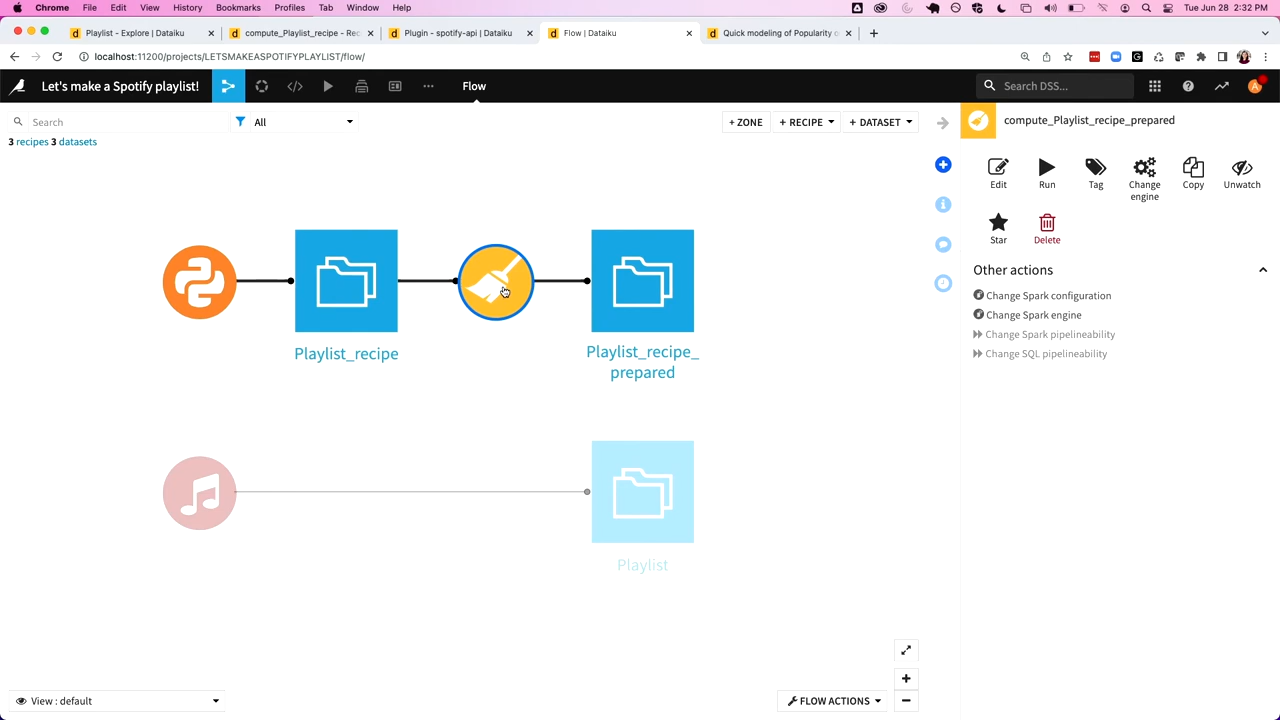 Chrome File Edit View History Bookmarks Profiles Tab Window Help Tue Jun 28 2:32 PM
Playlist - Explore | Dataiku compute_Playlist_recipe - Rec Plugin - spotify-api | Dataiku Flow | Dataiku Quick modeling of Popularity o
localhost:11200/projects/LETSMAKEASPOTIFYPLAYLIST/flow/
Let's make a Spotify playlist! Flow Search DSS...
Search All + ZONE + RECIPE + DATASET compute_Playlist_recipe_prepared
3 recipes 3 datasets
Edit Run Tag Change engine Copy Unwatch
Star Delete
Other actions
Change Spark configuration
Change Spark engine
Change Spark pipelineability
Change SQL pipelineability
Playlist_recipe
Playlist_recipe_
prepared
Playlist
View : default FLOW ACTIONS